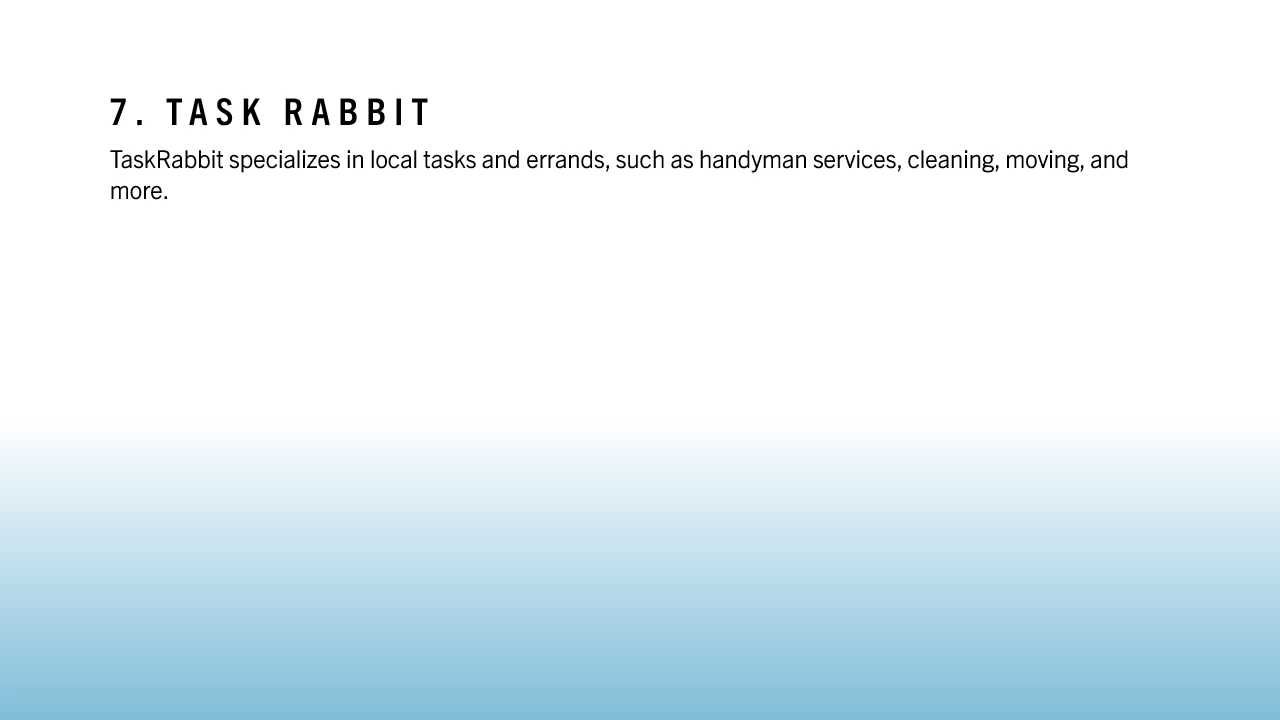 7. TASK RABBIT
TaskRabbit specializes in local tasks and errands, such as handyman services, cleaning, moving, and
more.